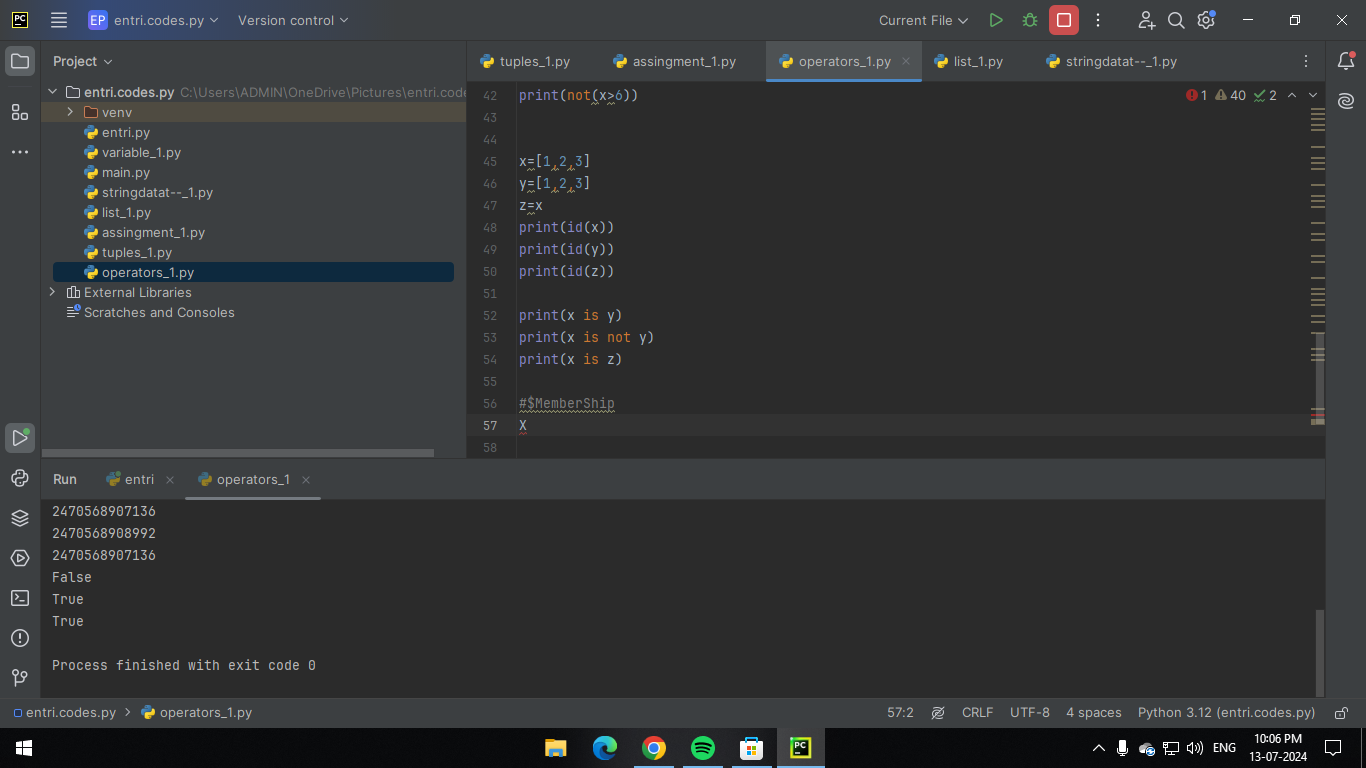 PC EP entri.codes.py Version control Current File
Project
tuples_1.py assingment_1.py operators_1.py list_1.py stringdatat--_1.py
entri.codes.py C:\Users\ADMIN\OneDrive\Pictures\entri.code
venv
entri.py
variable_1.py
main.py
stringdatat--_1.py
list_1.py
assingment_1.py
tuples_1.py
operators_1.py
External Libraries
Scratches and Consoles
1 40 2
42 print(not(x>6))
43
44
45 x=[1,2,3]
46 y=[1,2,3]
47 z=x
48 print(id(x))
49 print(id(y))
50 print(id(z))
51
52 print(x is y)
53 print(x is not y)
54 print(x is z)
55
56 #$MemberShip
57 X
58
Run entri operators_1
2470568907136
2470568908992
2470568907136
False
True
True
Process finished with exit code 0
entri.codes.py > operators_1.py 57:2 CRLF UTF-8 4 spaces Python 3.12 (entri.codes.py)
PC ENG 10:06 PM
13-07-2024